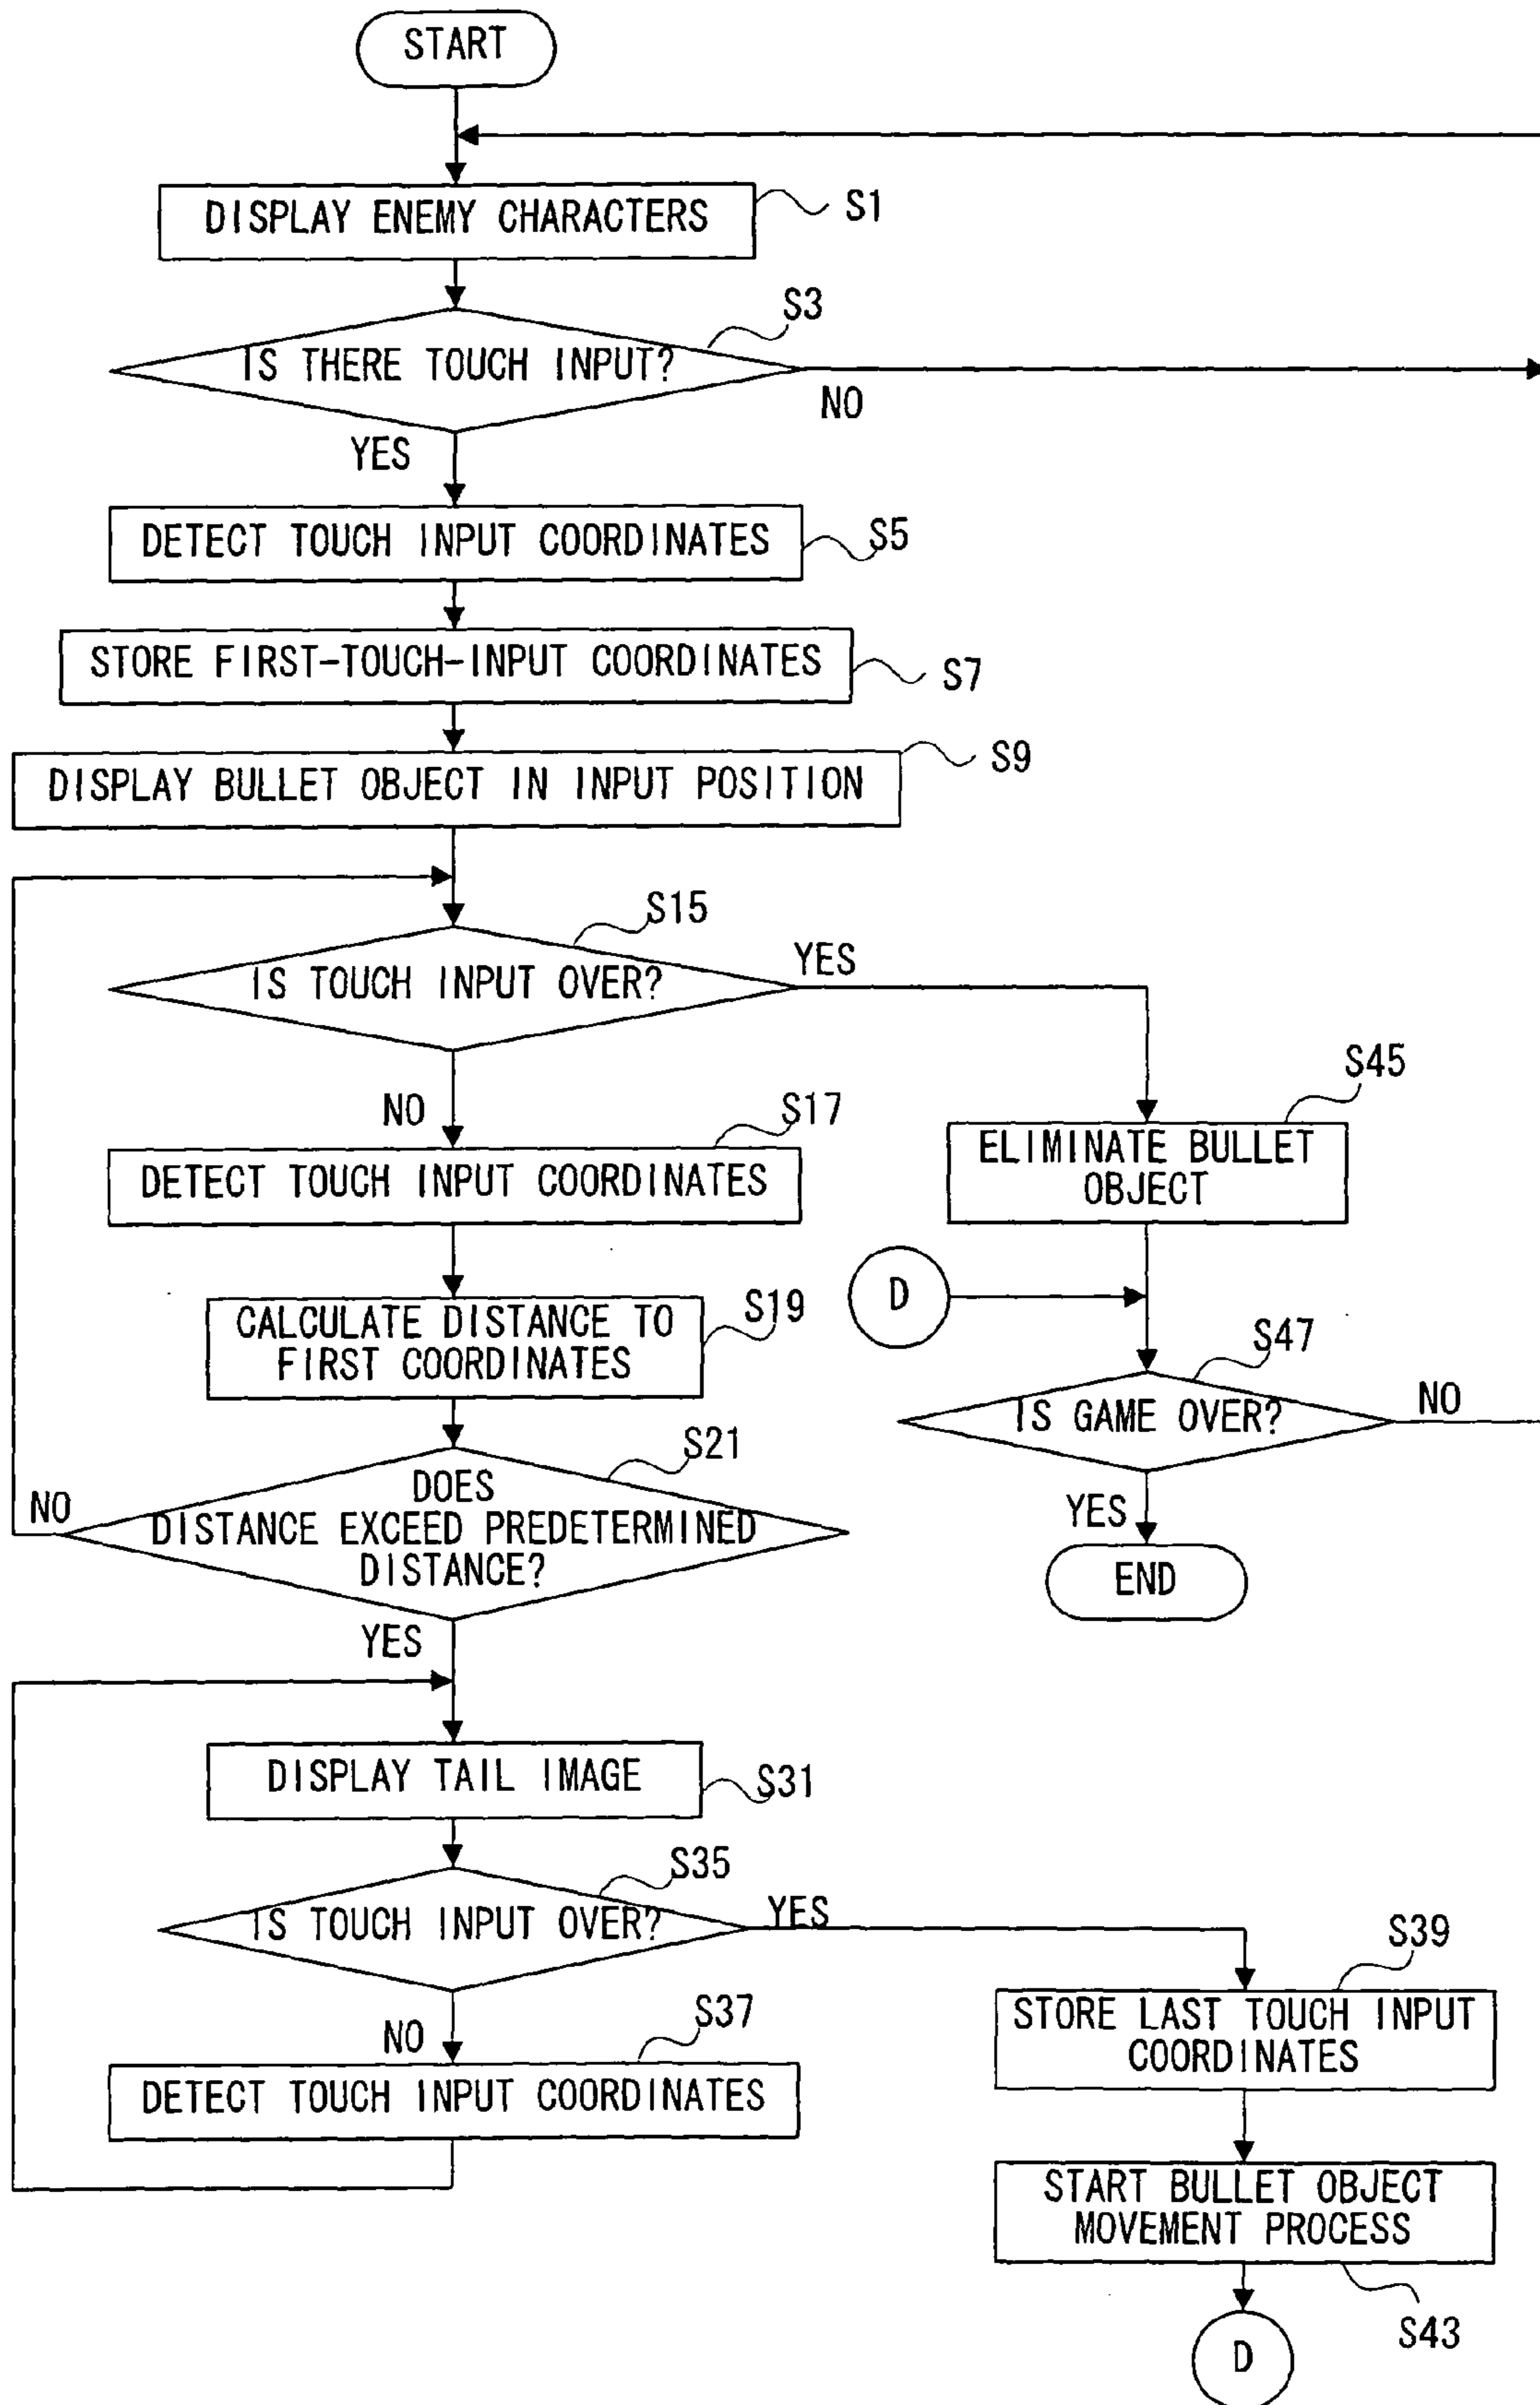 START
DISPLAY ENEMY CHARACTERS
S1
S3
IS THERE TOUCH INPUT?
NO
YES
DETECT TOUCH INPUT COORDINATES
S5
STORE FIRST-TOUCH-INPUT COORDINATES
S7
DISPLAY BULLET OBJECT IN INPUT POSITION
S9
S15
IS TOUCH INPUT OVER?
YES
NO
S17
DETECT TOUCH INPUT COORDINATES
S45
ELIMINATE BULLET
OBJECT
D
CALCULATE DISTANCE TO
FIRST COORDINATES
S19
S47
IS GAME OVER?
NO
YES
END
S21
DOES
DISTANCE EXCEED PREDETERMINED
DISTANCE?
NO
YES
DISPLAY TAIL IMAGE
S31
S35
IS TOUCH INPUT OVER?
YES
NO
S37
DETECT TOUCH INPUT COORDINATES
S39
STORE LAST TOUCH INPUT
COORDINATES
START BULLET OBJECT
MOVEMENT PROCESS
S43
D